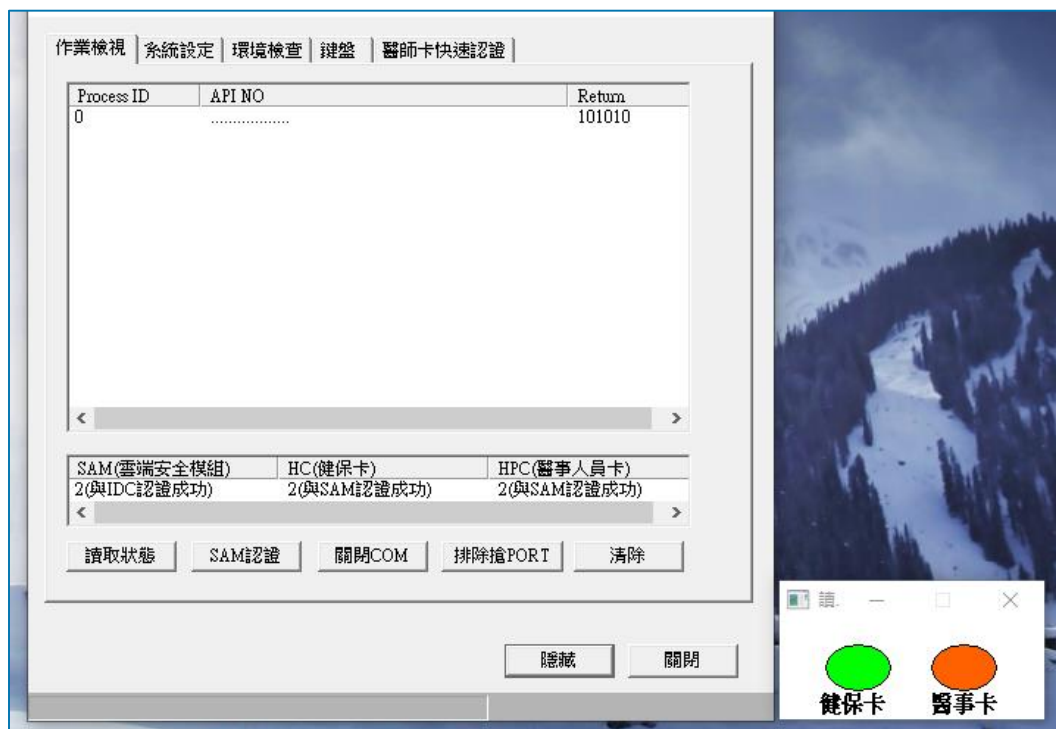 作業檢視 系統設定 環境檢查 鍵盤 醫師卡快速認證
Process ID API NO Return
0 .................. 101010
SAM(雲端安全模組) HC(健保卡) HPC(醫事人員卡)
2(與IDC認證成功) 2(與SAM認證成功) 2(與SAM認證成功)
讀取狀態 SAM認證 關閉COM 排除搶PORT 清除
隱藏 關閉
讀.
健保卡 醫事卡